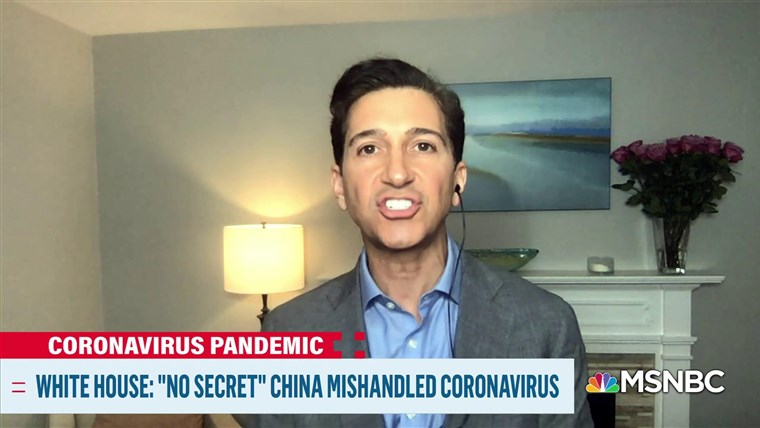 CORONAVIRUS PANDEMIC
WHITE HOUSE: "NO SECRET" CHINA MISHANDLED CORONAVIRUS
MSNBC